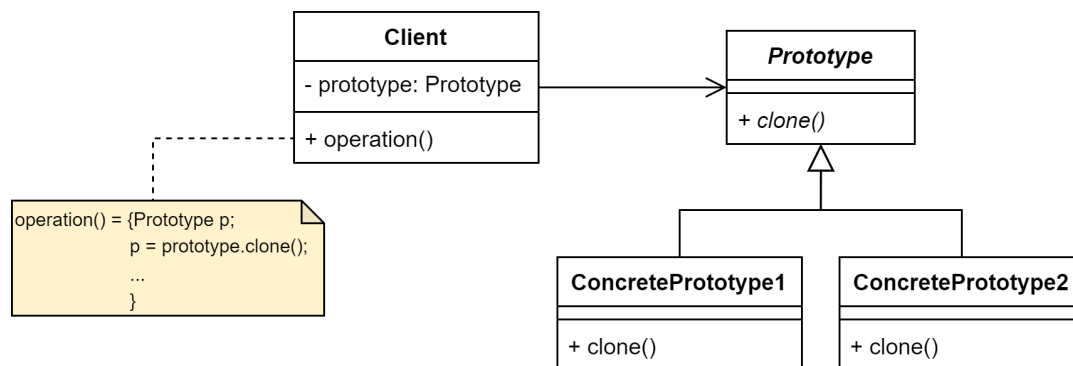 Client
- prototype: Prototype
+ operation()
Prototype
+ clone()
operation() = {Prototype p;
p = prototype.clone();
...
}
ConcretePrototype1
+ clone()
ConcretePrototype2
+ clone()